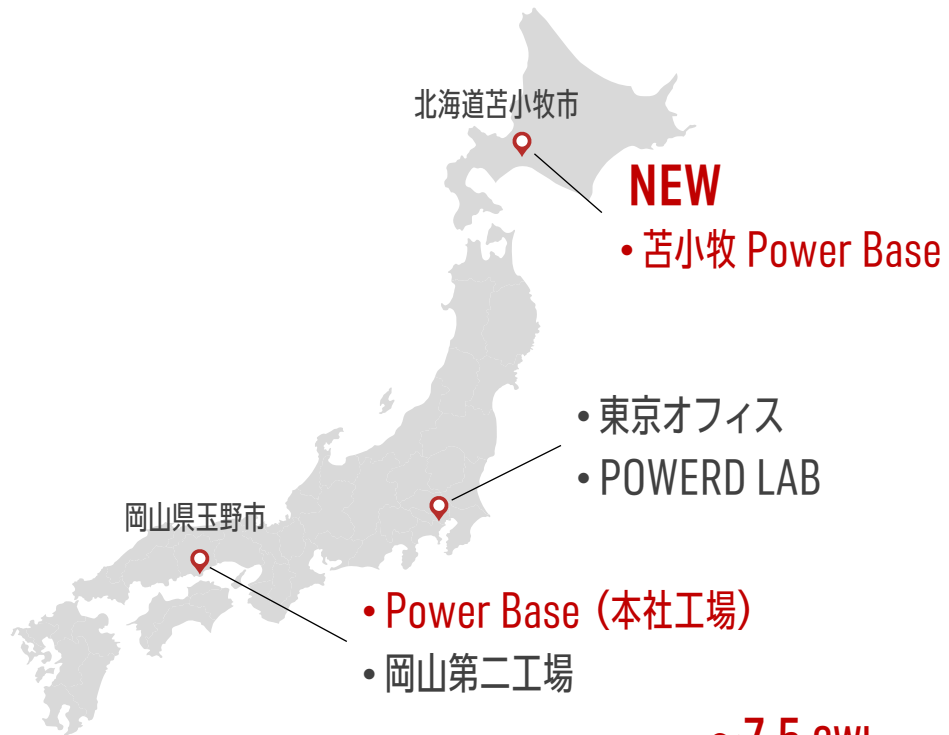 北海道苫小牧市
NEW
• 苫小牧 Power Base
• 東京オフィス
• POWERD LAB
岡山県玉野市
• Power Base（本社工場）
• 岡山第二工場